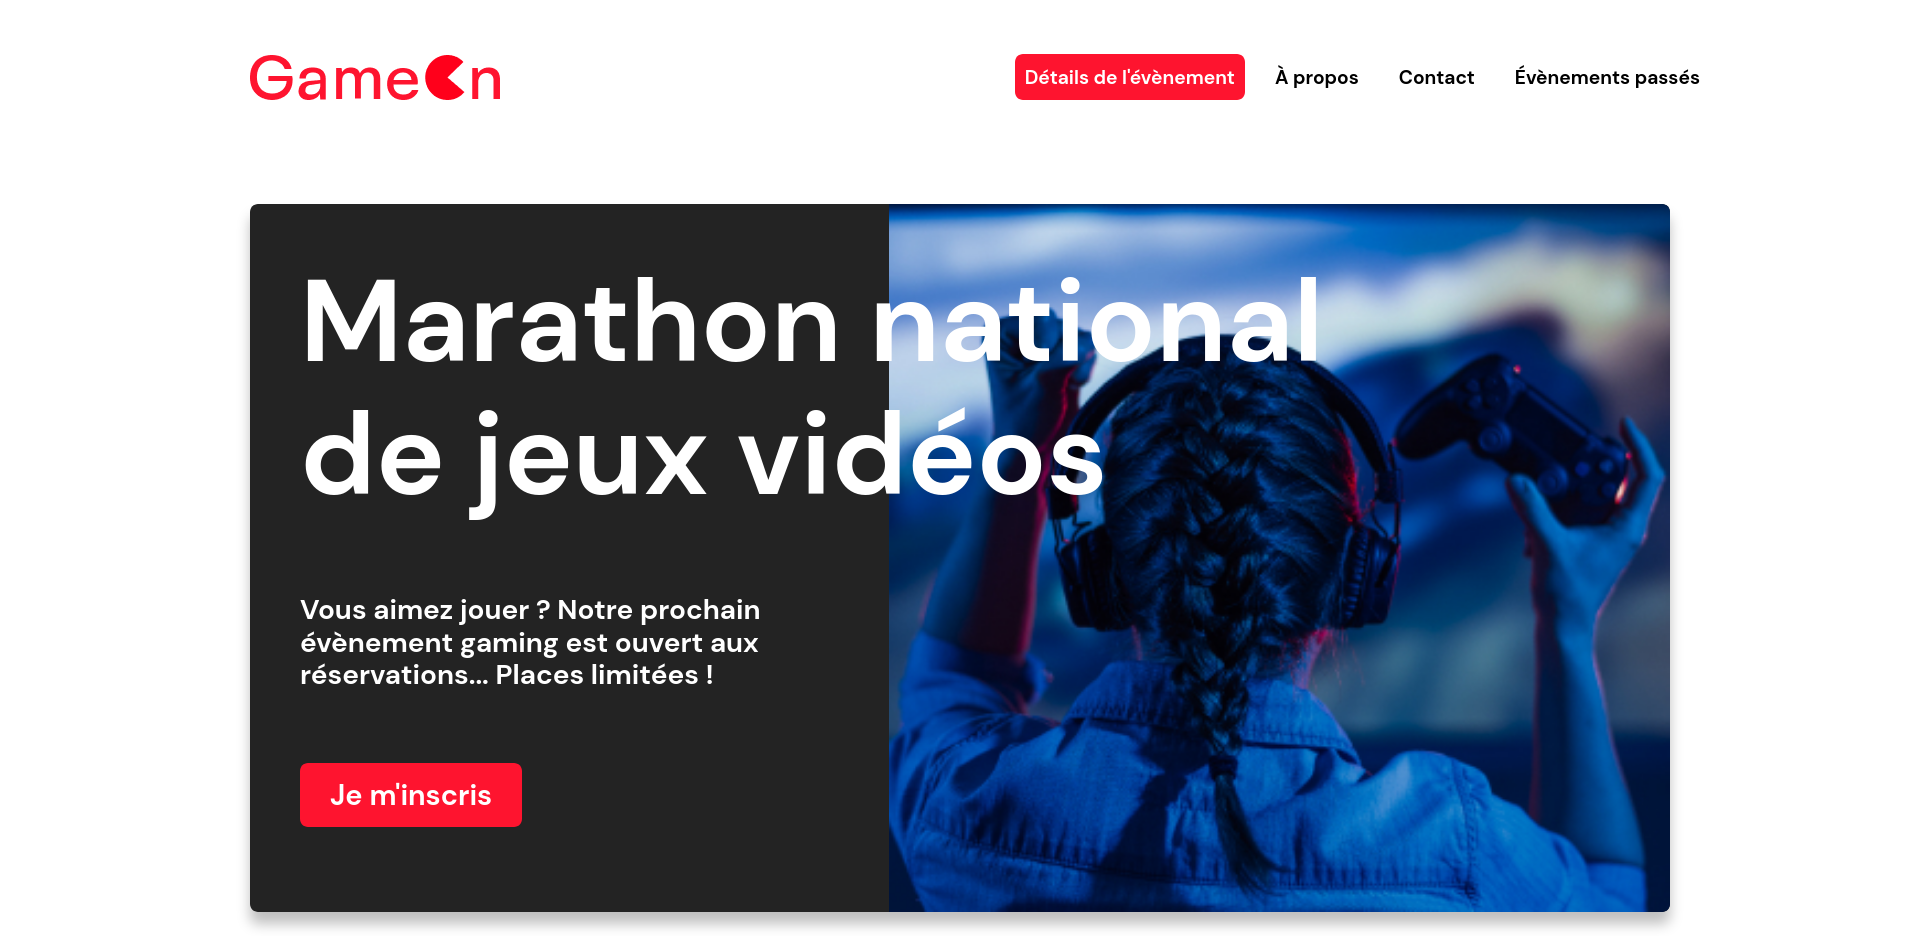 GameOn
Détails de l'évènement
À propos
Contact
Évènements passés
Marathon national
de jeux vidéos
Vous aimez jouer ? Notre prochain
évènement gaming est ouvert aux
réservations... Places limitées !
Je m'inscris